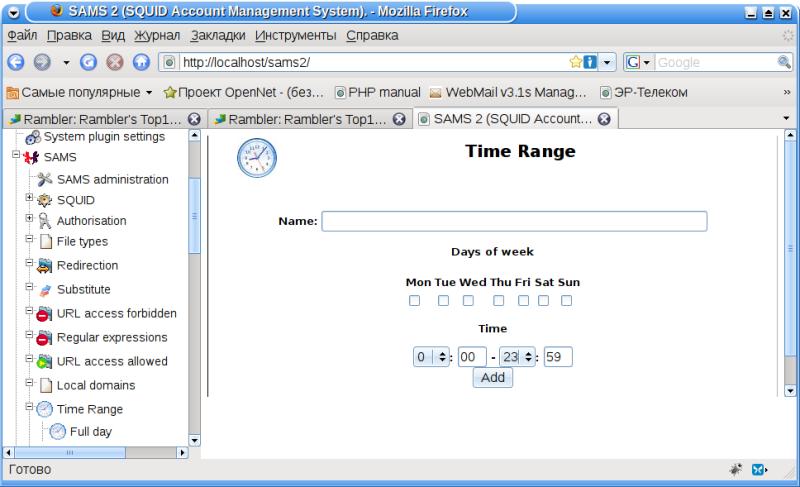 SAMS 2 (SQUID Account Management System). - Mozilla Firefox
Файл Правка Вид Журнал Закладки Инструменты Справка
http://localhost/sams2/ G Google
Самые популярные Проект OpenNet - (без... PHP manual WebMail v3.1s Manag... ЭР-Телеком »
Rambler: Rambler's Top1... Rambler: Rambler's Top1... SAMS 2 (SQUID Account...
System plugin settings
SAMS
SAMS administration
SQUID
Authorisation
File types
Redirection
Substitute
URL access forbidden
Regular expressions
URL access allowed
Local domains
Time Range
Full day
Time Range
Name:
Days of week
Mon Tue Wed Thu Fri Sat Sun
Time
0 : 00 - 23 : 59
Add
Готово